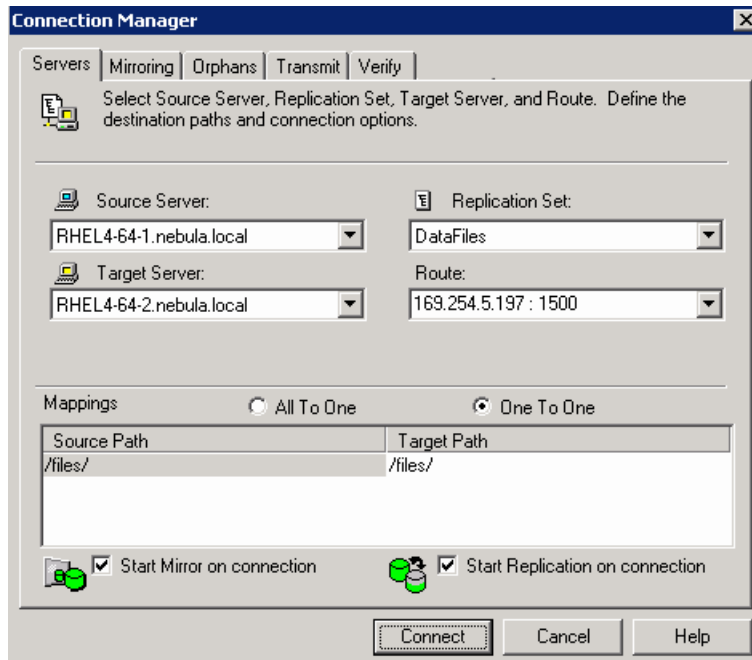 Connection Manager
Servers Mirroring Orphans Transmit Verify
Select Source Server, Replication Set, Target Server, and Route. Define the
destination paths and connection options.
Source Server: Replication Set:
RHEL4-64-1.nebula.local DataFiles
Target Server: Route:
RHEL4-64-2.nebula.local 169.254.5.197 : 1500
Mappings All To One One To One
Source Path Target Path
/files/ /files/
Start Mirror on connection Start Replication on connection
Connect Cancel Help